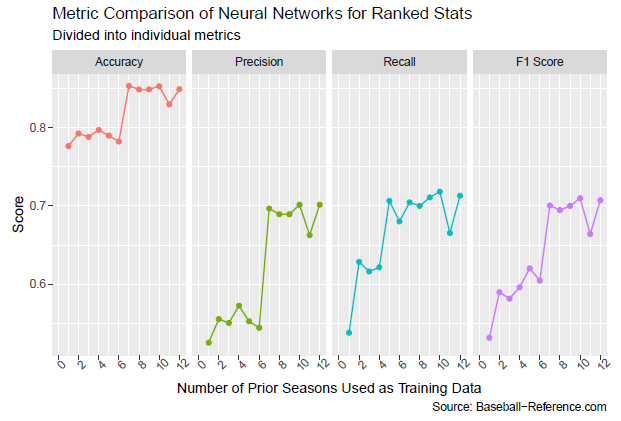 Metric Comparison of Neural Networks for Ranked Stats
Divided into individual metrics
Accuracy Precision Recall F1 Score
Score
0.8
0.7
0.6
0 2 4 6 8 10 12 0 2 4 6 8 10 12 0 2 4 6 8 10 12 0 2 4 6 8 10 12
Number of Prior Seasons Used as Training Data
Source: Baseball−Reference.com